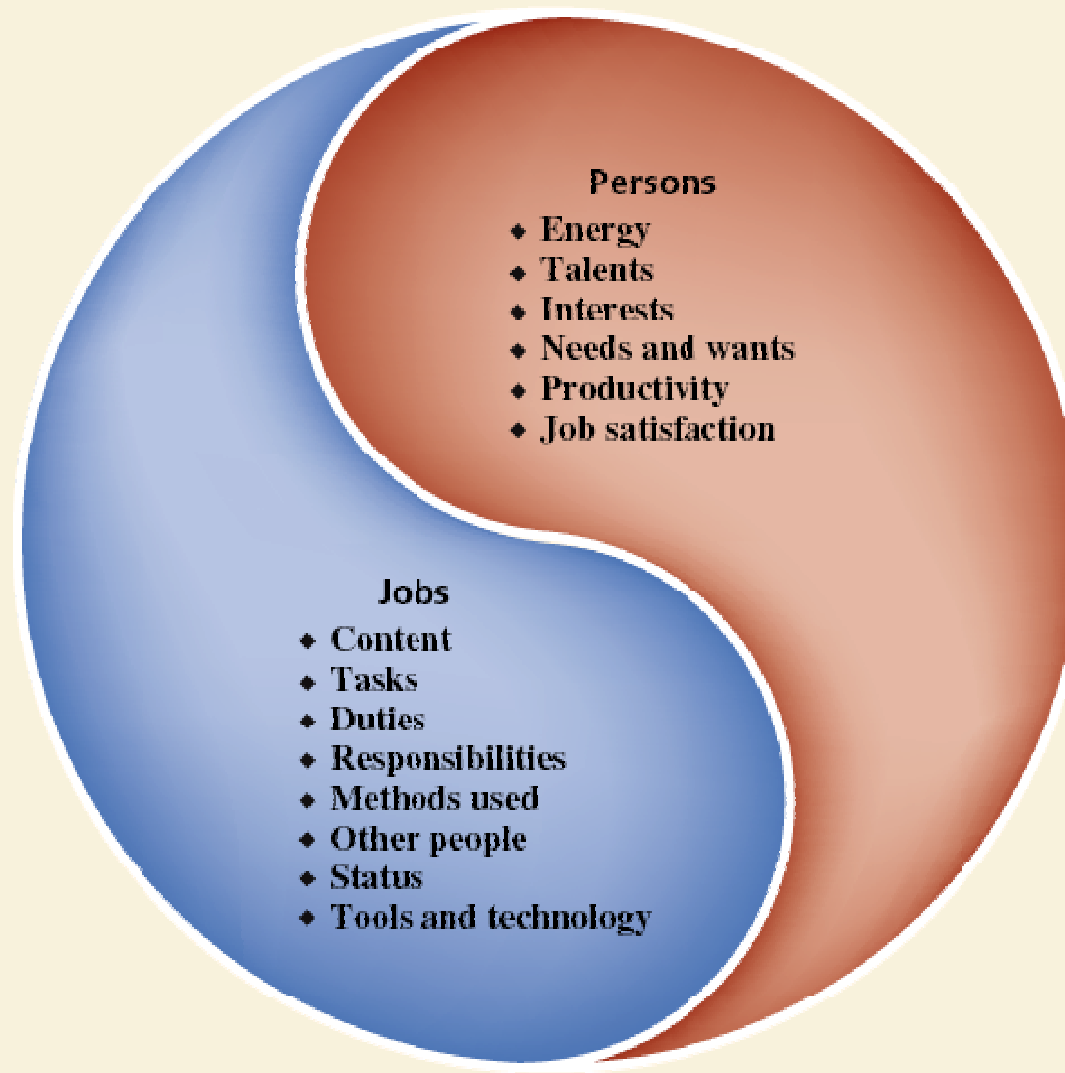 Persons
◆ Energy
◆ Talents
◆ Interests
◆ Needs and wants
◆ Productivity
◆ Job satisfaction
Jobs
◆ Content
◆ Tasks
◆ Duties
◆ Responsibilities
◆ Methods used
◆ Other people
◆ Status
◆ Tools and technology